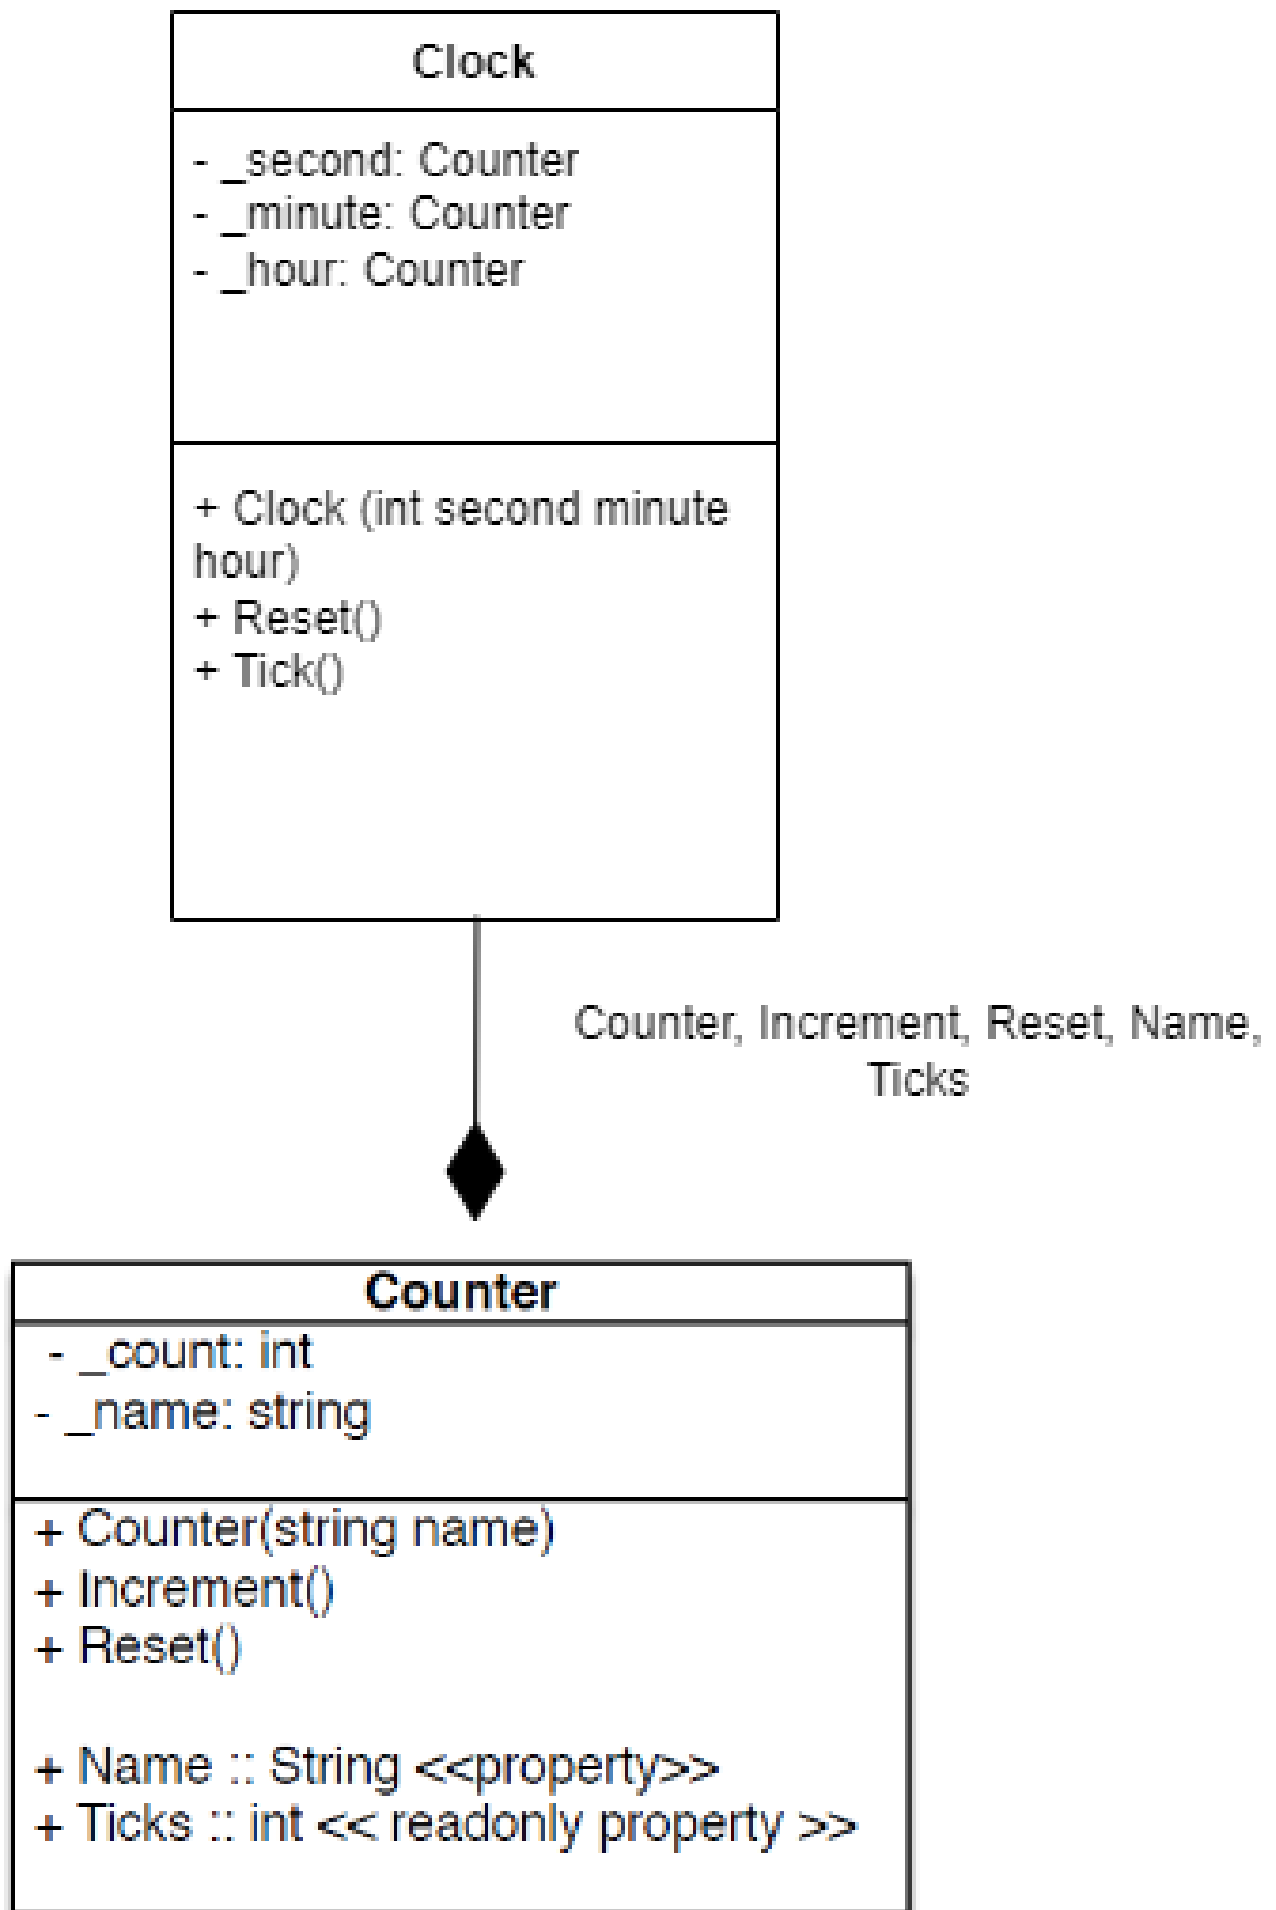 Clock
- _second: Counter
- _minute: Counter
- _hour: Counter
+ Clock (int second minute
hour)
+ Reset()
+ Tick()
Counter, Increment, Reset, Name,
Ticks
Counter
- _count: int
- _name: string
+ Counter(string name)
+ Increment()
+ Reset()
+ Name :: String <<property>>
+ Ticks :: int << readonly property >>